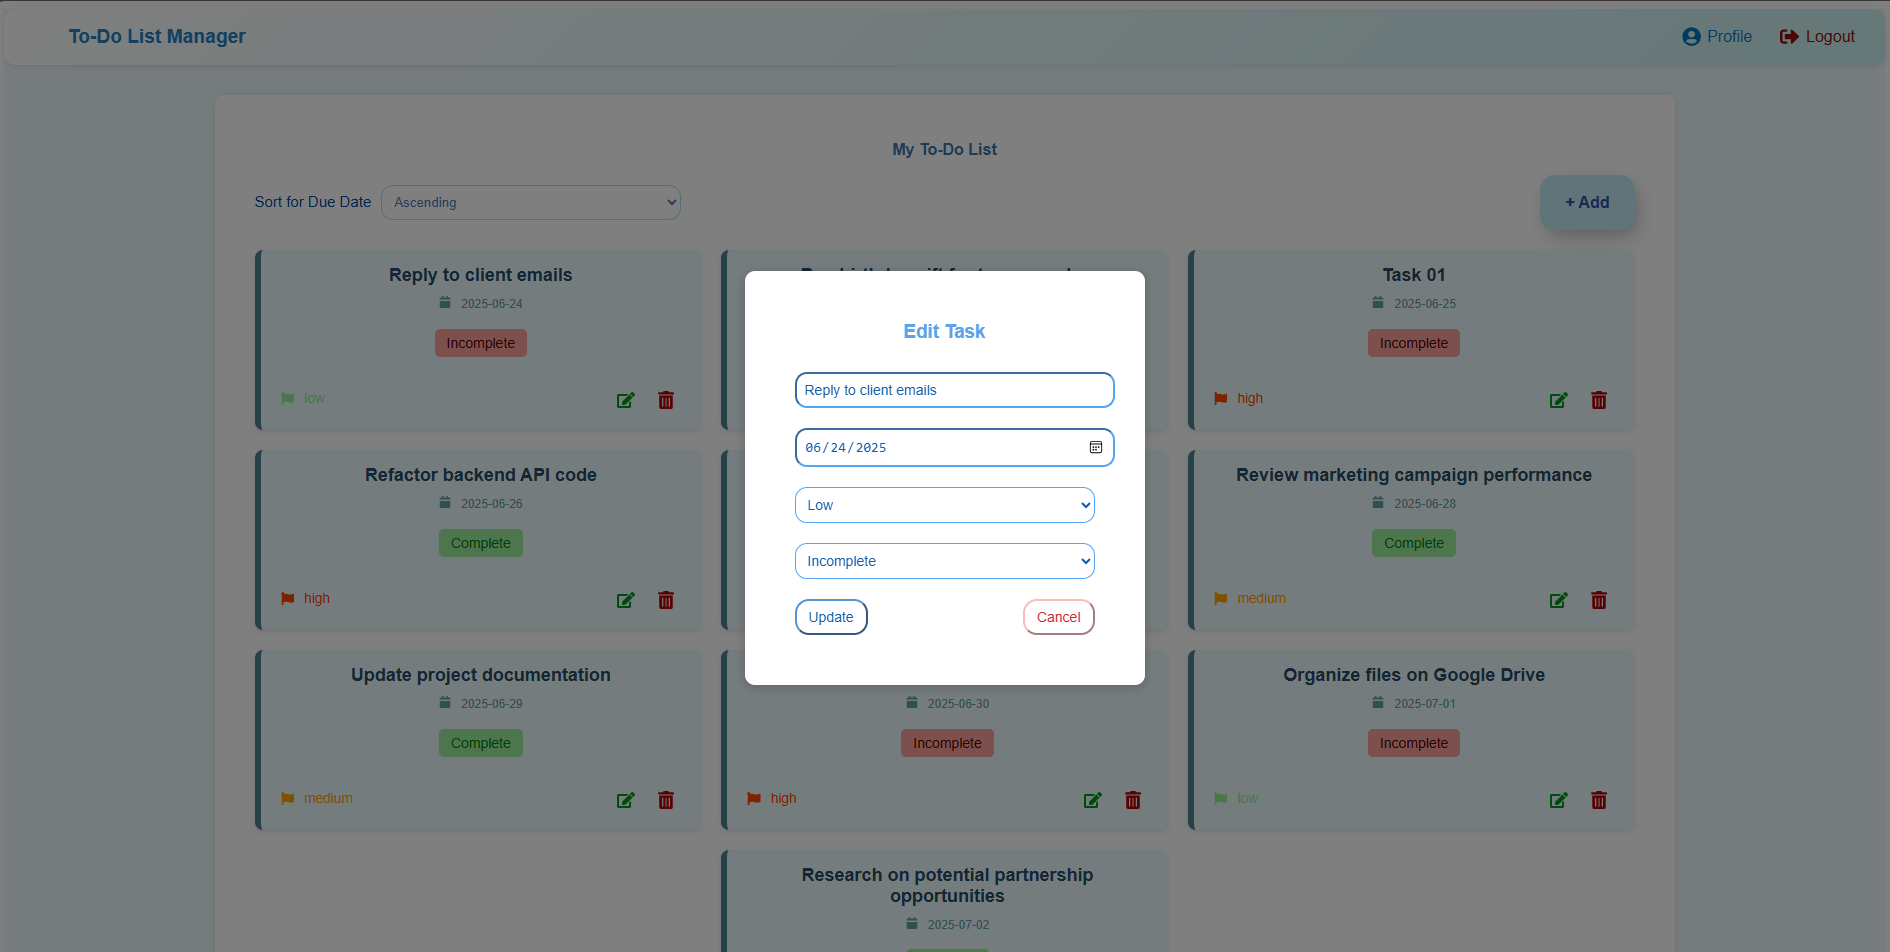 To-Do List Manager
Profile
Logout
My To-Do List
Sort for Due Date
Ascending
+ Add
Reply to client emails
2025-06-24
Incomplete
low
Task 01
2025-06-25
Incomplete
high
Edit Task
Reply to client emails
06/24/2025
Low
Incomplete
Update
Cancel
Refactor backend API code
2025-06-26
Complete
high
Review marketing campaign performance
2025-06-28
Complete
medium
Update project documentation
2025-06-29
Complete
medium
2025-06-30
Incomplete
high
Organize files on Google Drive
2025-07-01
Incomplete
low
Research on potential partnership
opportunities
2025-07-02